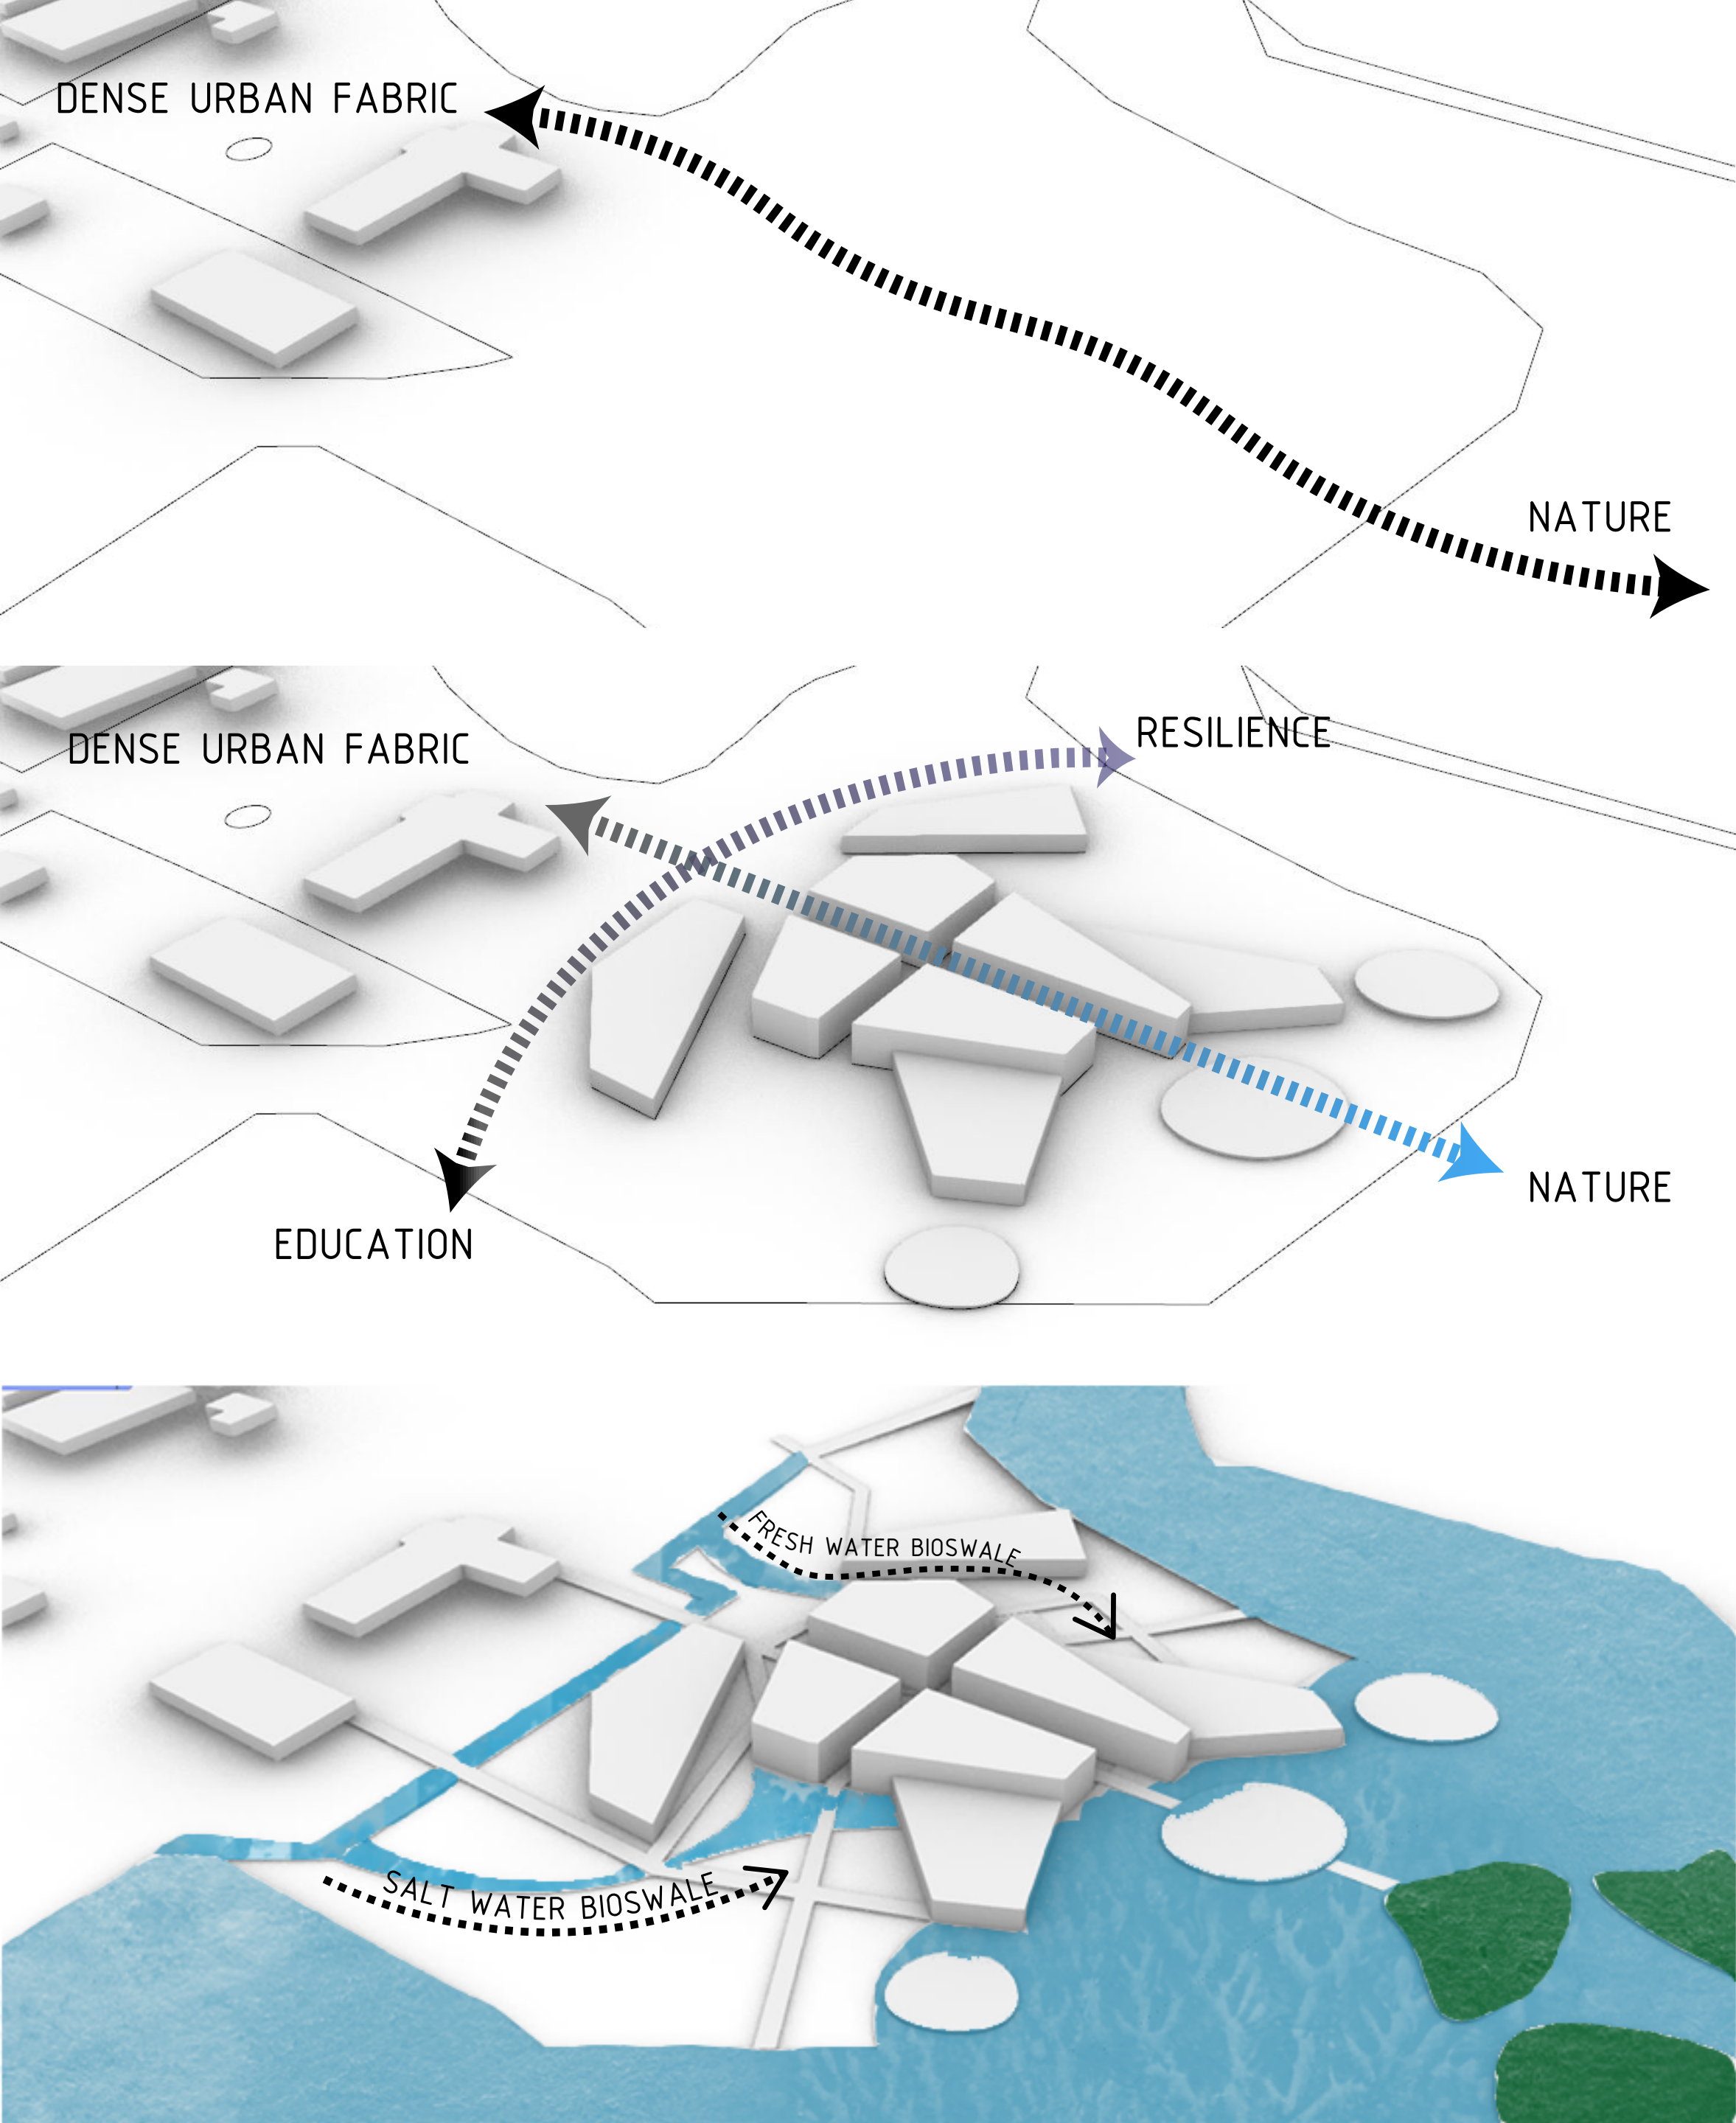 DENSE URBAN FABRIC
NATURE
RESILIENCE
DENSE URBAN FABRIC
NATURE
EDUCATION
FRESH WATER BIOSWALE
SALT WATER BIOSWALE